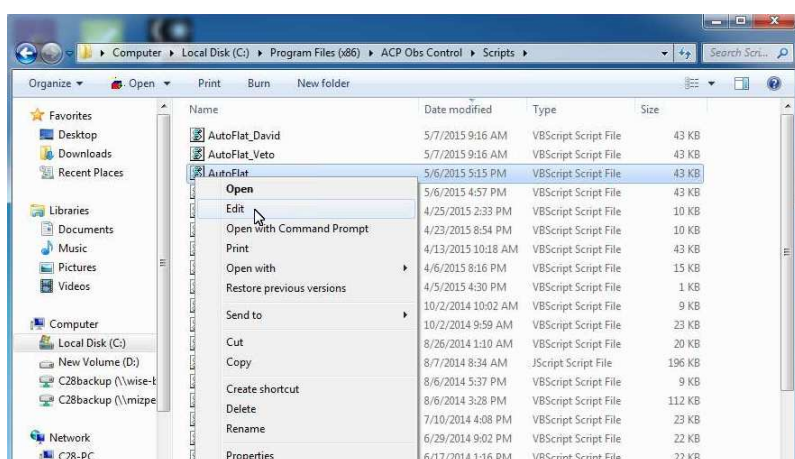 Computer ▸ Local Disk (C:) ▸ Program Files (x86) ▸ ACP Obs Control ▸ Scripts ▸
Search Scri...
Organize Open Print Burn New folder
Favorites
Desktop
Downloads
Recent Places
Libraries
Documents
Music
Pictures
Videos
Computer
Local Disk (C:)
New Volume (D:)
C28backup (\\wise-b
C28backup (\\mizpe
Network
C28-PC
Name Date modified Type Size
AutoFlat_David 5/7/2015 9:16 AM VBScript Script File 43 KB
AutoFlat_Veto 5/7/2015 9:16 AM VBScript Script File 43 KB
AutoFlat 5/6/2015 5:15 PM VBScript Script File 43 KB
5/6/2015 4:57 PM VBScript Script File 43 KB
4/25/2015 2:33 PM VBScript Script File 10 KB
4/23/2015 8:54 PM VBScript Script File 10 KB
4/13/2015 10:18 AM VBScript Script File 43 KB
4/6/2015 8:16 PM VBScript Script File 15 KB
4/5/2015 4:30 PM VBScript Script File 1 KB
10/2/2014 10:02 AM VBScript Script File 9 KB
10/2/2014 9:59 AM VBScript Script File 23 KB
8/26/2014 1:10 AM VBScript Script File 20 KB
8/7/2014 8:34 AM JScript Script File 196 KB
8/6/2014 5:37 PM VBScript Script File 9 KB
8/6/2014 3:28 PM VBScript Script File 112 KB
7/10/2014 4:08 PM VBScript Script File 23 KB
6/29/2014 9:02 PM VBScript Script File 22 KB
6/17/2014 1:16 PM VBScript Script File 22 KB
Open
Edit
Open with Command Prompt
Print
Open with
Restore previous versions
Send to
Cut
Copy
Create shortcut
Delete
Rename
Properties